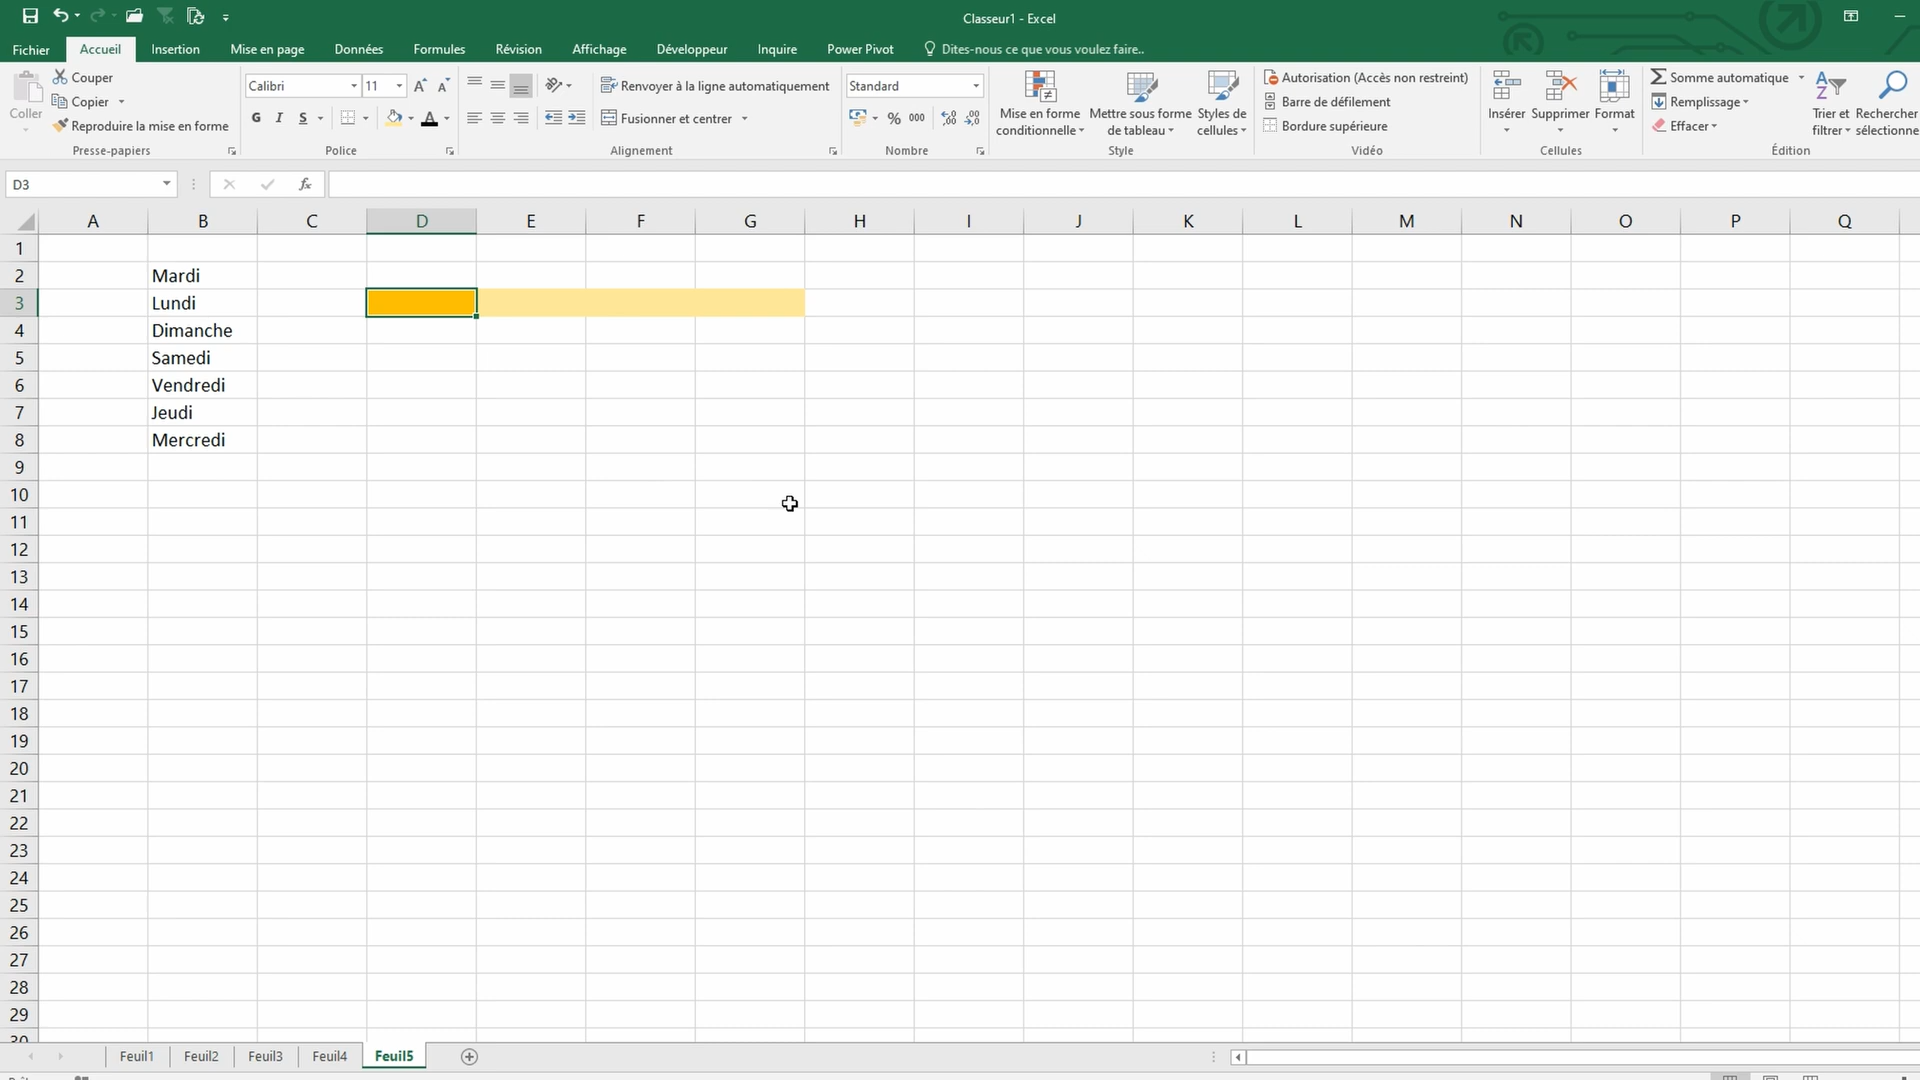 Classeur1 - Excel
Fichier Accueil Insertion Mise en page Données Formules Révision Affichage Développeur Inquire Power Pivot Dites-nous ce que vous voulez faire..
Coller
Couper
Copier
Reproduire la mise en forme
Presse-papiers
Calibri 11
G I S A
Police
Renvoyer à la ligne automatiquement
Fusionner et centrer
Alignement
Standard
% 000
Nombre
Mise en forme
conditionnelle
Mettre sous forme
de tableau
Styles de
cellules
Style
Autorisation (Accès non restreint)
Barre de défilement
Bordure supérieure
Vidéo
Insérer Supprimer Format
Cellules
Somme automatique
Remplissage
Effacer
Trier et
filtrer
Rechercher
sélectionne
Édition
D3 fx
A B C D E F G H I J K L M N O P Q
1
2 Mardi
3 Lundi
4 Dimanche
5 Samedi
6 Vendredi
7 Jeudi
8 Mercredi
9
10
11
12
13
14
15
16
17
18
19
20
21
22
23
24
25
26
27
28
29
30
Feuil1 Feuil2 Feuil3 Feuil4 Feuil5